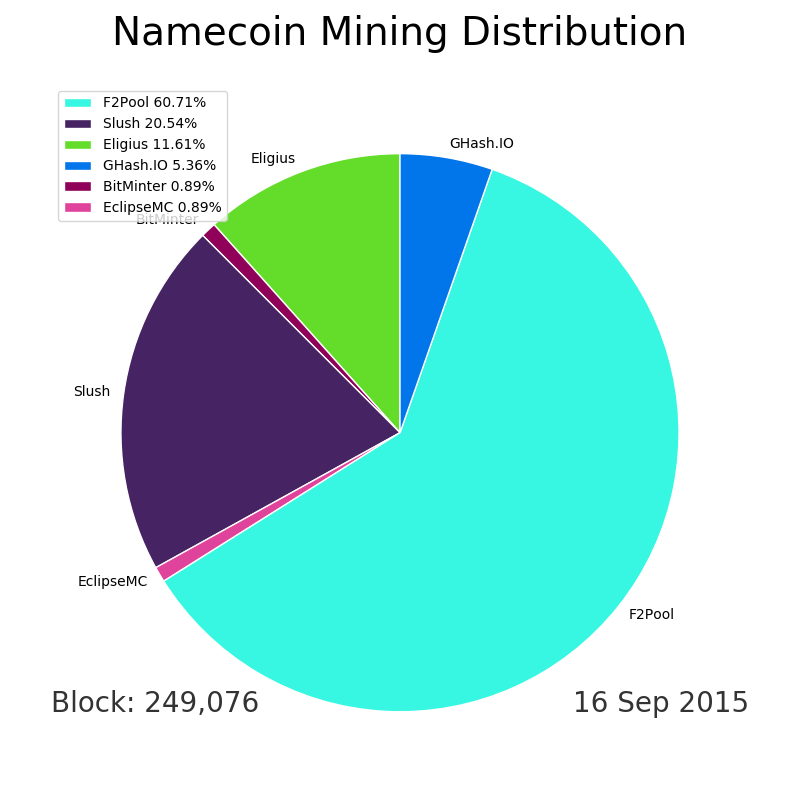 Namecoin Mining Distribution
F2Pool 60.71%
Slush 20.54%
Eligius 11.61%
GHash.IO 5.36%
BitMinter 0.89%
EclipseMC 0.89%
GHash.IO
Eligius
BitMinter
Slush
EclipseMC
F2Pool
Block: 249,076
16 Sep 2015